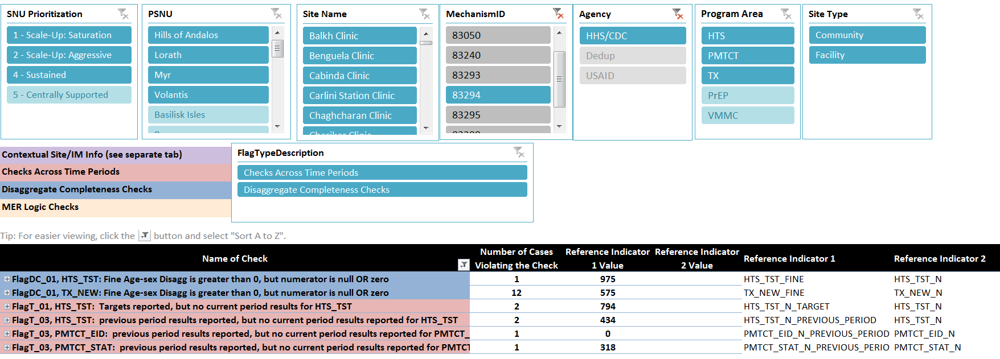 SNU Prioritization
1 - Scale-Up: Saturation
2 - Scale-Up: Aggressive
4 - Sustained
5 - Centrally Supported
PSNU
Hills of Andalos
Lorath
Myr
Volantis
Basilisk Isles
Site Name
Balkh Clinic
Benguela Clinic
Cabinda Clinic
Carlini Station Clinic
Chaghcharan Clinic
Charikar Clinic
MechanismID
83050
83240
83293
83294
83295
Agency
HHS/CDC
Dedup
USAID
Program Area
HTS
PMTCT
TX
PrEP
VMMC
Site Type
Community
Facility
Contextual Site/IM Info (see separate tab)
Checks Across Time Periods
Disaggregate Completeness Checks
MER Logic Checks
FlagTypeDescription
Checks Across Time Periods
Disaggregate Completeness Checks
Tip: For easier viewing, click the button and select "Sort A to Z".
Name of Check
Number of Cases
Violating the Check
Reference Indicator
1 Value
Reference Indicator
2 Value
Reference Indicator 1
Reference Indicator 2
FlagDC_01, HTS_TST: Fine Age-sex Disagg is greater than 0, but numerator is null OR zero 1 975 HTS_TST_FINE HTS_TST_N
FlagDC_01, TX_NEW: Fine Age-sex Disagg is greater than 0, but numerator is null OR zero 12 575 TX_NEW_FINE TX_NEW_N
FlagT_01, HTS_TST: Targets reported, but no current period results for HTS_TST 2 794 HTS_TST_N_TARGET HTS_TST_N
FlagT_03, HTS_TST: previous period results reported, but no current period results reported for HTS_TST 2 434 HTS_TST_N_PREVIOUS_PERIOD HTS_TST_N
FlagT_03, PMTCT_EID: previous period results reported, but no current period results reported for PMTCT_ 1 0 PMTCT_EID_N_PREVIOUS_PERIOD PMTCT_EID_N
FlagT_03, PMTCT_STAT: previous period results reported, but no current period results reported for PMTCT 1 318 PMTCT_STAT_N_PREVIOUS_PERIO PMTCT_STAT_N